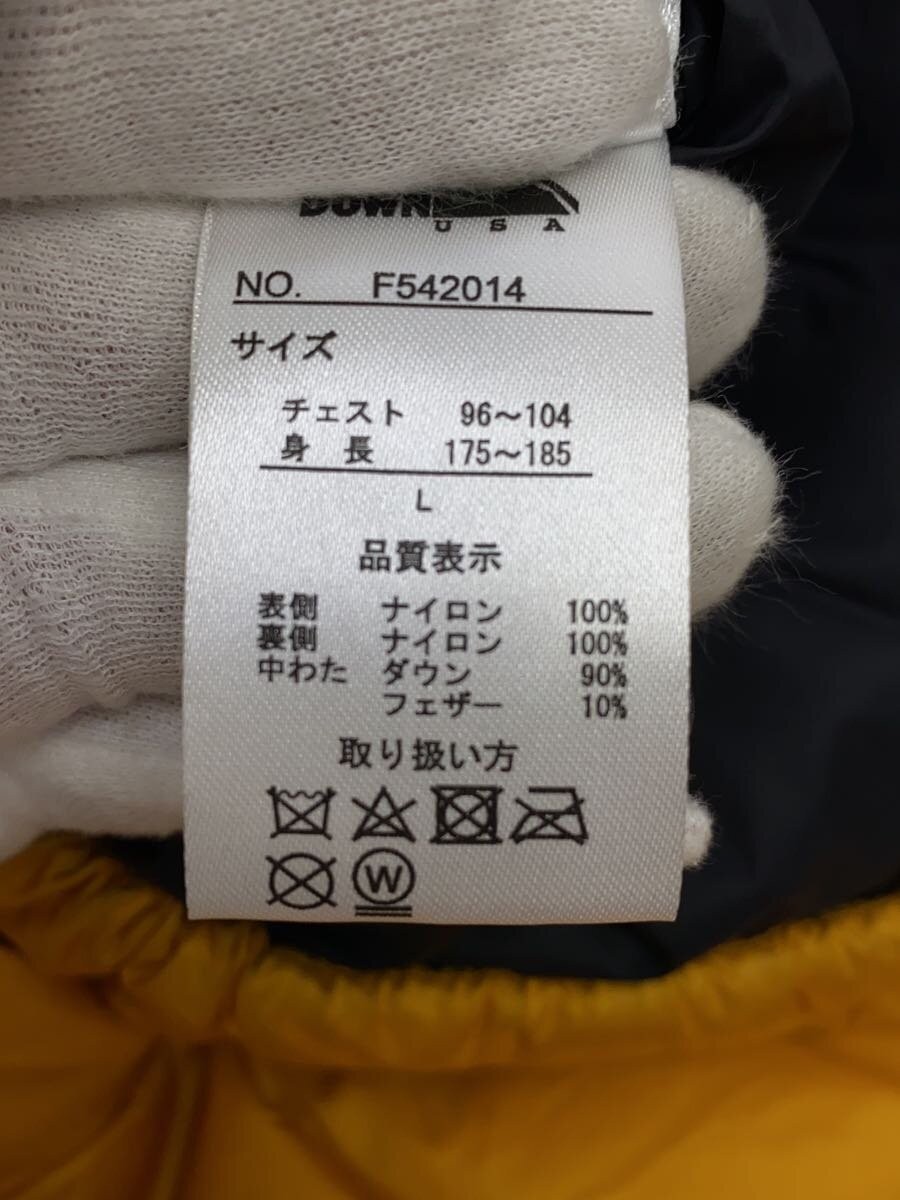 DOWN
USA
NO. F542014
サイズ
チェスト 96～104
身長 175～185
L
品質表示
表側 ナイロン 100%
裏側 ナイロン 100%
中わた ダウン 90%
フェザー 10%
取り扱い方
W